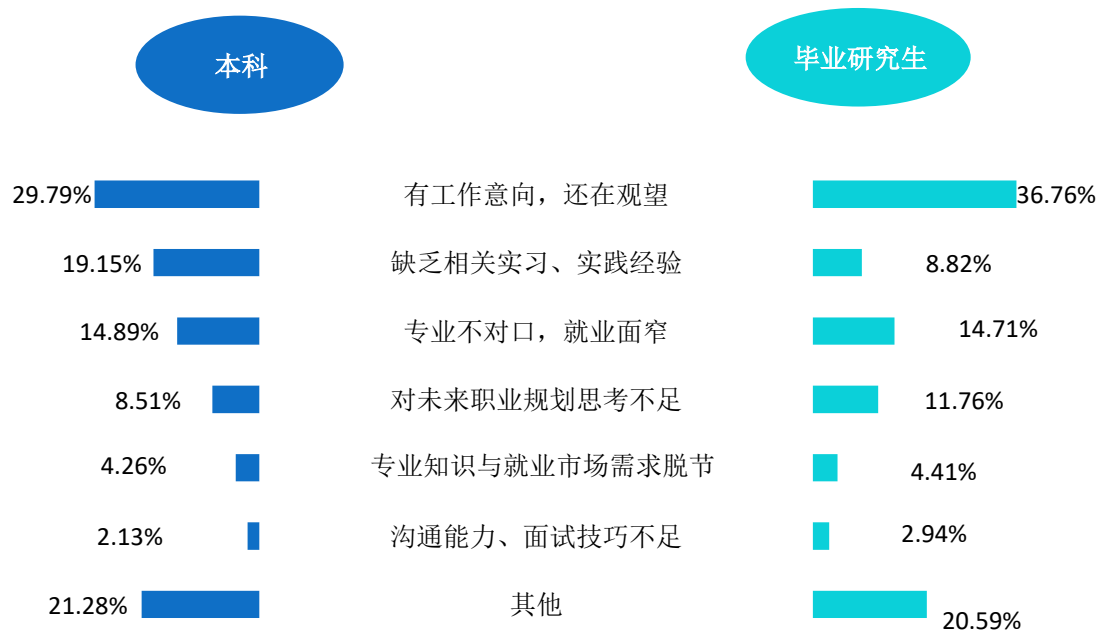 本科 毕业研究生
29.79% 有工作意向，还在观望 36.76%
19.15% 缺乏相关实习、实践经验 8.82%
14.89% 专业不对口，就业面窄 14.71%
8.51% 对未来职业规划思考不足 11.76%
4.26% 专业知识与就业市场需求脱节 4.41%
2.13% 沟通能力、面试技巧不足 2.94%
21.28% 其他 20.59%